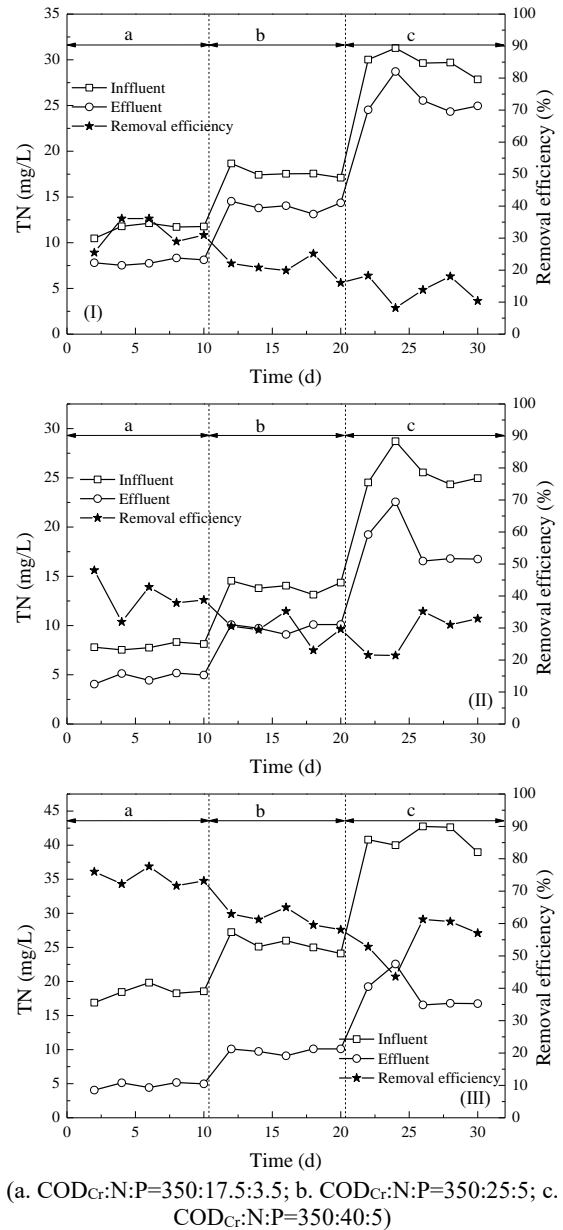 35
30
25
20
15
10
5
0
TN (mg/L)
a
b
c
Inffluent
Effluent
Removal efficiency
(I)
100
90
80
70
60
50
40
30
20
10
0
Removal efficiency (%)
0 5 10 15 20 25 30
Time (d)
30
25
20
15
10
5
0
TN (mg/L)
a
b
c
Inffluent
Effluent
Removal efficiency
(II)
100
90
80
70
60
50
40
30
20
10
0
Removal efficiency (%)
0 5 10 15 20 25 30
Time (d)
45
40
35
30
25
20
15
10
5
0
TN (mg/L)
a
b
c
Influent
Effluent
Removal efficiency
(III)
100
90
80
70
60
50
40
30
20
10
0
Removal efficiency (%)
0 5 10 15 20 25 30
Time (d)
(a. CODCr:N:P=350:17.5:3.5; b. CODCr:N:P=350:25:5; c.
CODCr:N:P=350:40:5)